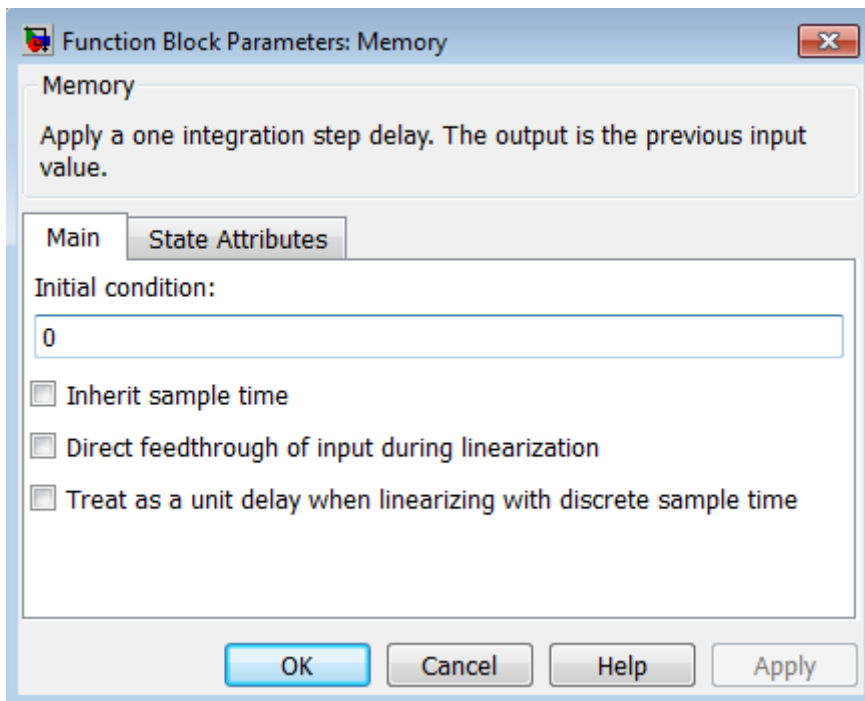 Function Block Parameters: Memory
Memory
Apply a one integration step delay. The output is the previous input
value.
Main State Attributes
Initial condition:
0
Inherit sample time
Direct feedthrough of input during linearization
Treat as a unit delay when linearizing with discrete sample time
OK Cancel Help Apply